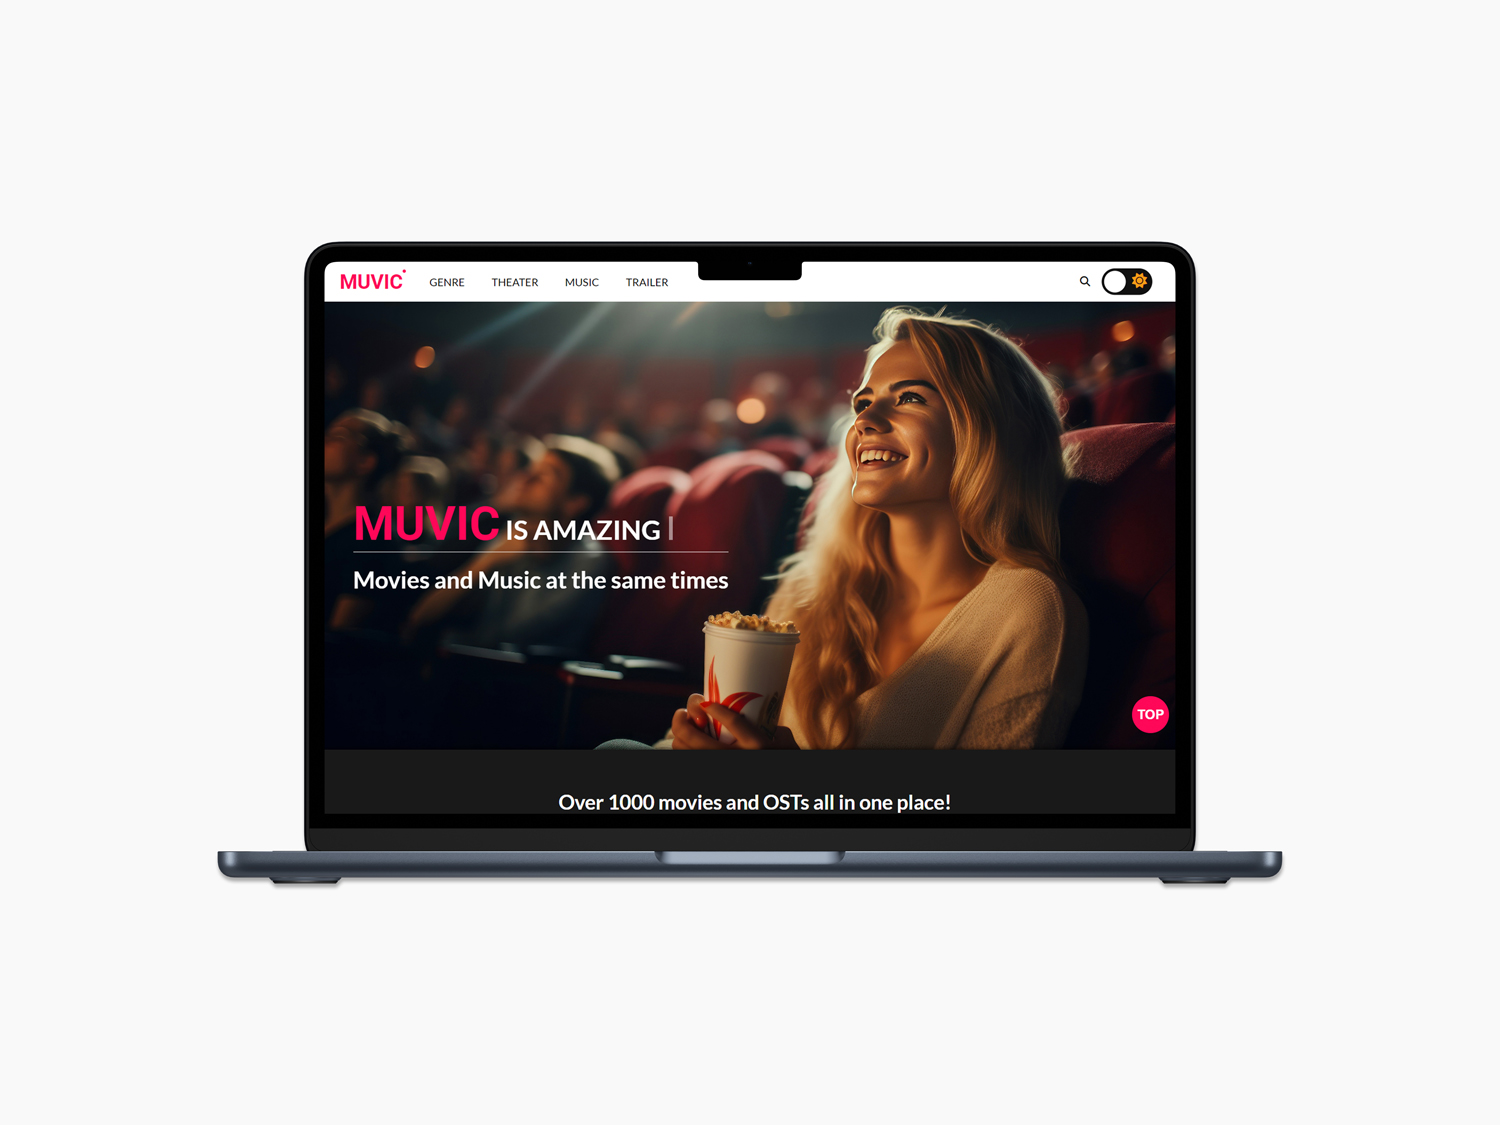 MUVIC
GENRE THEATER MUSIC TRAILER
MUVIC IS AMAZING
Movies and Music at the same times
TOP
Over 1000 movies and OSTs all in one place!